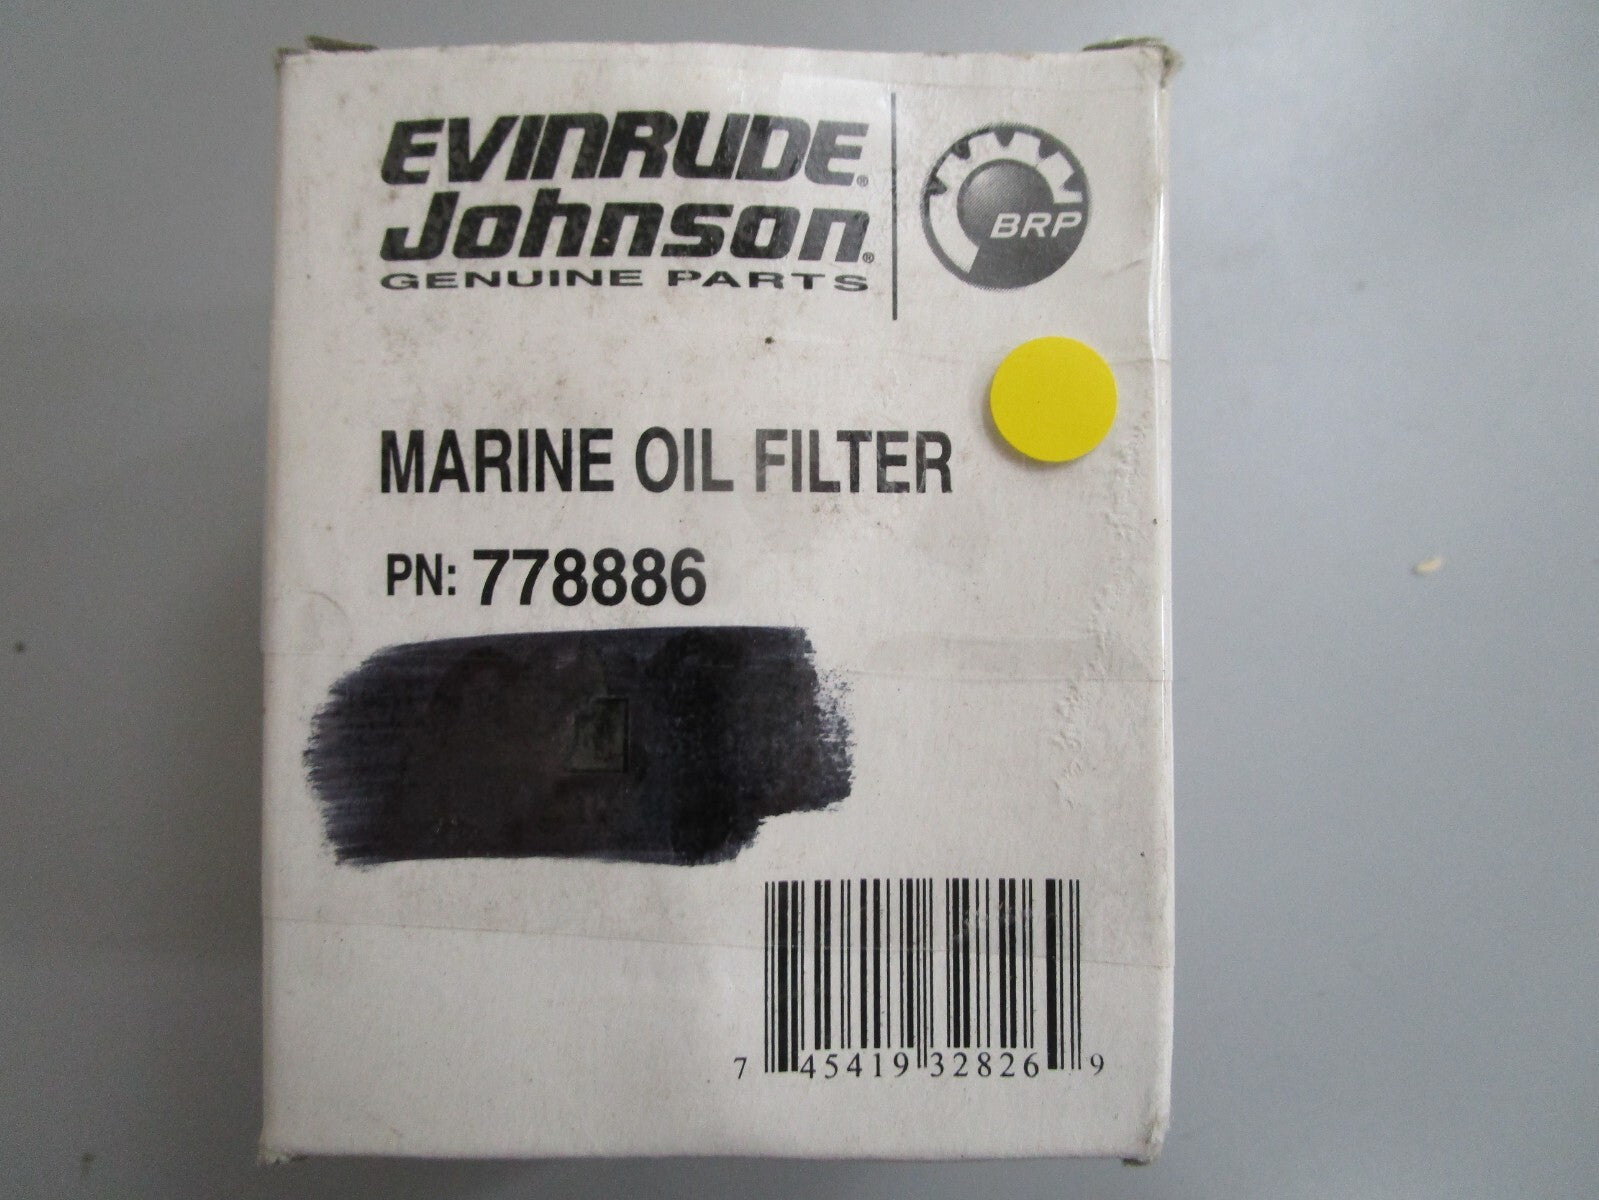 EVINRUDE®
Johnson®
GENUINE PARTS
BRP
MARINE OIL FILTER
PN: 778886
7 45419 32826 9